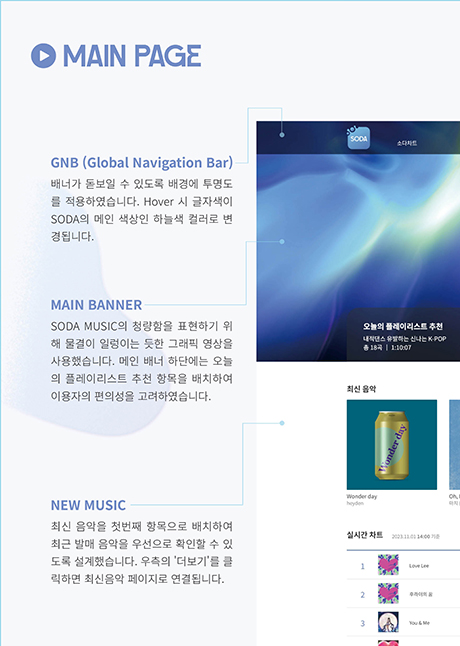 MAIN PAGE
GNB (Global Navigation Bar)
배너가 돋보일 수 있도록 배경에 투명도
를 적용하였습니다. Hover 시 글자색이
SODA의 메인 색상인 하늘색 컬러로 변
경됩니다.
SODA
소다차트
MAIN BANNER
SODA MUSIC의 청량함을 표현하기 위
해 물결이 일렁이는 듯한 그래픽 영상을
사용했습니다. 메인 배너 하단에는 오늘
의 플레이리스트 추천 항목을 배치하여
이용자의 편의성을 고려하였습니다.
오늘의 플레이리스트 추천
내적댄스 유발하는 신나는 K-POP
총 18곡 | 1:10:07
NEW MUSIC
최신 음악을 첫번째 항목으로 배치하여
최근 발매 음악을 우선으로 확인할 수 있
도록 설계했습니다. 우측의 '더보기'를 클
릭하면 최신음악 페이지로 연결됩니다.
최신 음악
Wonder day
Wonder day
heyden
Oh,
실시간 차트 2023.11.01 14:00 기준
1 Love Lee
2 후라이의 꿈
3 You & Me